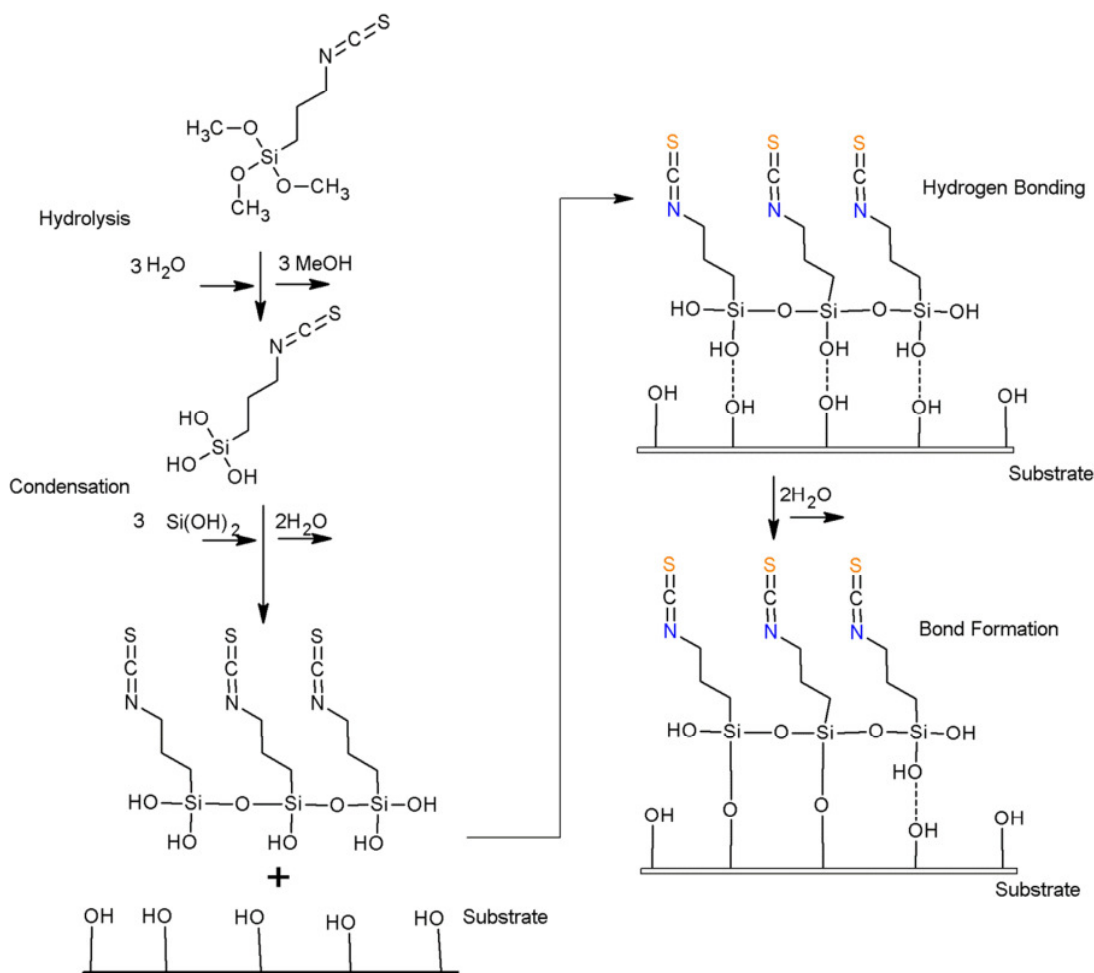 S
N=C=S
H₃C—O
Si
O O—CH₃
CH₃
Hydrolysis
3 H₂O 3 MeOH
N=C=S
HO
Si
HO OH
Condensation
3 Si(OH)₂ 2H₂O
S S S
C C C
N N N
HO—Si—O—Si—O—Si—OH
HO HO HO
+
OH HO HO HO HO Substrate
S S S
C C C
N N N
Hydrogen Bonding
HO—Si—O—Si—O—Si—OH
HO OH HO
OH OH OH OH OH
Substrate
2H₂O
S S S
C C C
N N N
Bond Formation
HO—Si—O—Si—O—Si—OH
HO
OH O O OH OH
Substrate